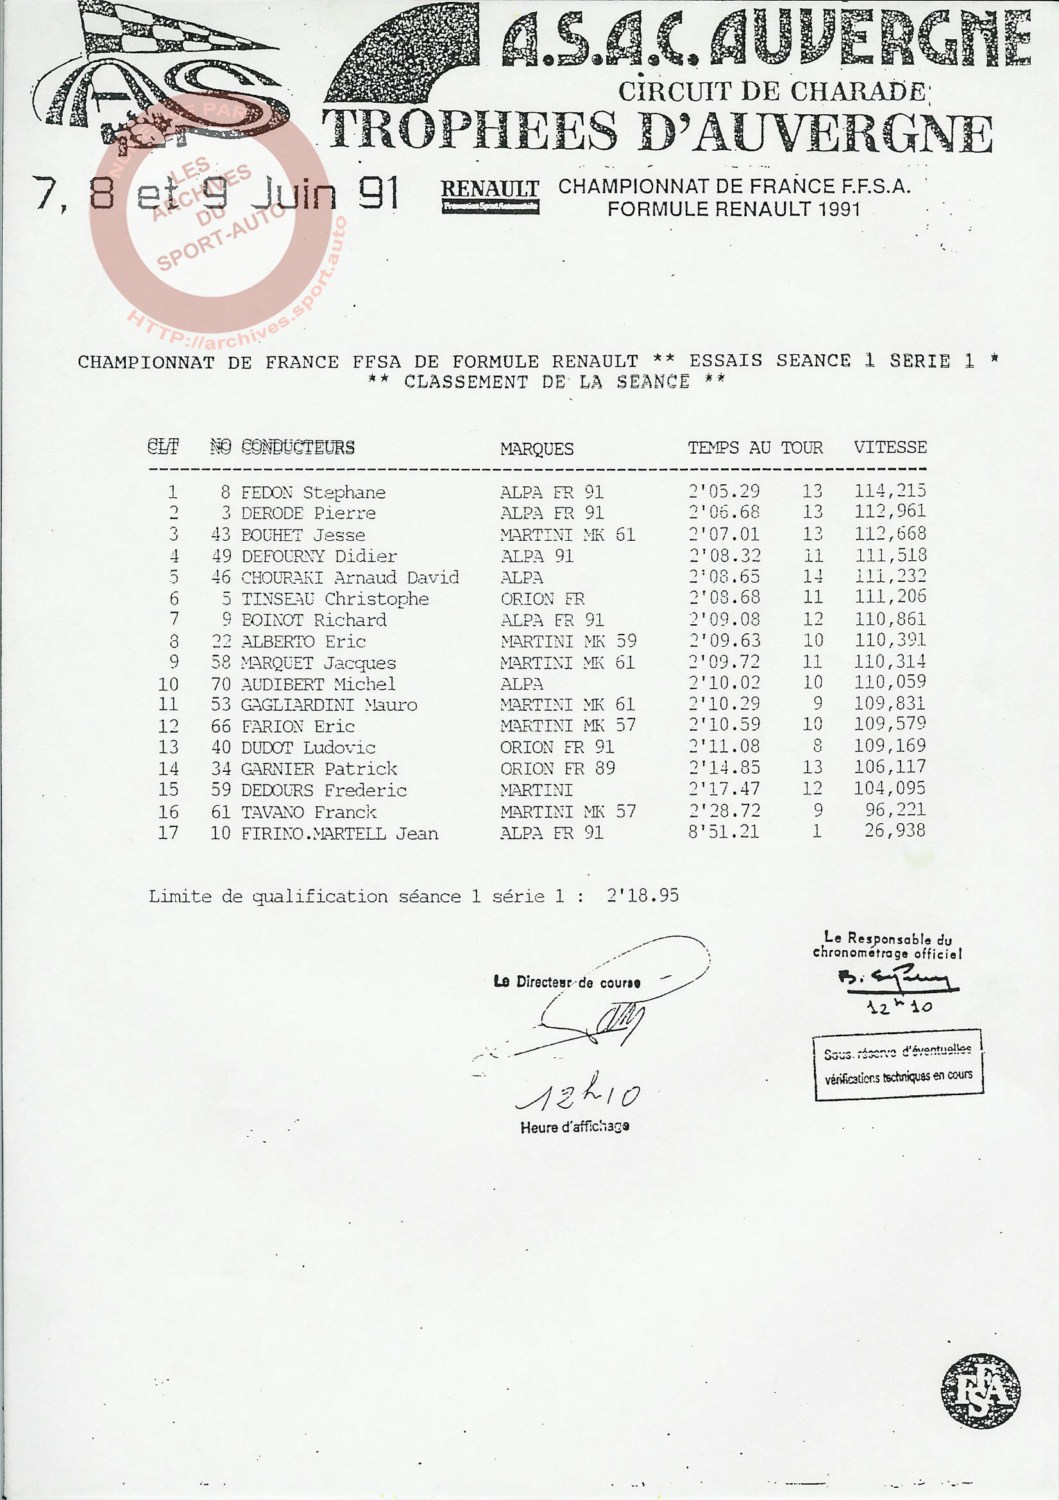 A.S.A.C. AUVERGNE
CIRCUIT DE CHARADE
TROPHEES D'AUVERGNE
7, 8 et 9 Juin 91
RENAULT
CHAMPIONNAT DE FRANCE F.F.S.A.
FORMULE RENAULT 1991
LES
ARCHIVES
DU
SPORT-AUTO
HTTP://archives.sport.auto
CHAMPIONNAT DE FRANCE FFSA DE FORMULE RENAULT ** ESSAIS SEANCE 1 SERIE 1 *
** CLASSEMENT DE LA SEANCE **
CLT NO CONDUCTEURS MARQUES TEMPS AU TOUR VITESSE
1 8 FEDON Stephane ALPA FR 91 2'05.29 13 114,215
2 3 DERODE Pierre ALPA FR 91 2'06.68 13 112,961
3 43 BOUHET Jesse MARTINI MK 61 2'07.01 13 112,668
4 49 DEFOURNY Didier ALPA 91 2'08.32 11 111,518
5 46 CHOURAKI Arnaud David ALPA 2'08.65 14 111,232
6 5 TINSEAU Christophe ORION FR 2'08.68 11 111,206
7 9 BOINOT Richard ALPA FR 91 2'09.08 12 110,861
8 22 ALBERTO Eric MARTINI MK 59 2'09.63 10 110,391
9 58 MARQUET Jacques MARTINI MK 61 2'09.72 11 110,314
10 70 AUDIBERT Michel ALPA 2'10.02 10 110,059
11 53 GAGLIARDINI Mauro MARTINI MK 61 2'10.29 9 109,831
12 66 FARION Eric MARTINI MK 57 2'10.59 10 109,579
13 40 DUDOT Ludovic ORION FR 91 2'11.08 8 109,169
14 34 GARNIER Patrick ORION FR 89 2'14.85 13 106,117
15 59 DEDOURS Frederic MARTINI 2'17.47 12 104,095
16 61 TAVANO Franck MARTINI MK 57 2'28.72 9 96,221
17 10 FIRINO.MARTELL Jean ALPA FR 91 8'51.21 1 26,938
Limite de qualification séance 1 série 1 : 2'18.95
Le Responsable du
chronométrage officiel
12h10
Le Directeur de course
Sous réserve d'éventuelles
vérifications techniques en cours
12h10
Heure d'affichage
FFSA